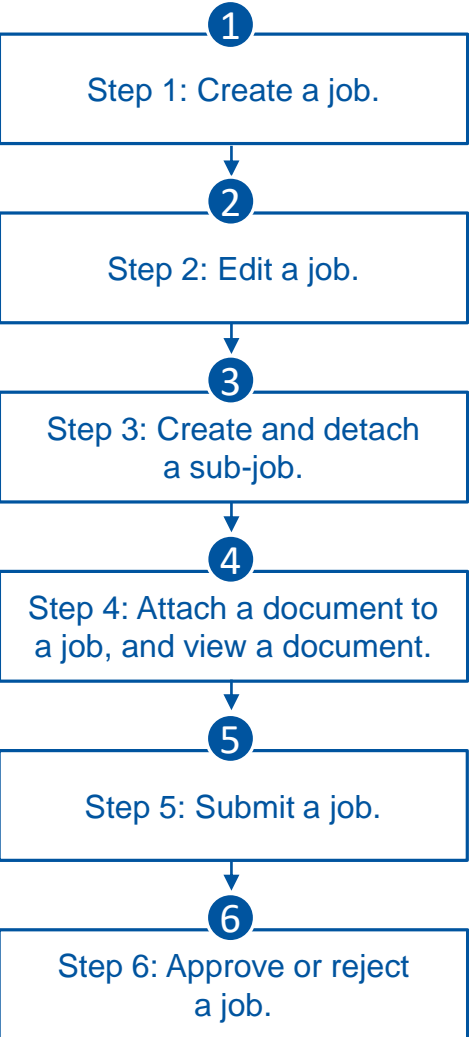 1
Step 1: Create a job.
2
Step 2: Edit a job.
3
Step 3: Create and detach
a sub-job.
4
Step 4: Attach a document to
a job, and view a document.
5
Step 5: Submit a job.
6
Step 6: Approve or reject
a job.